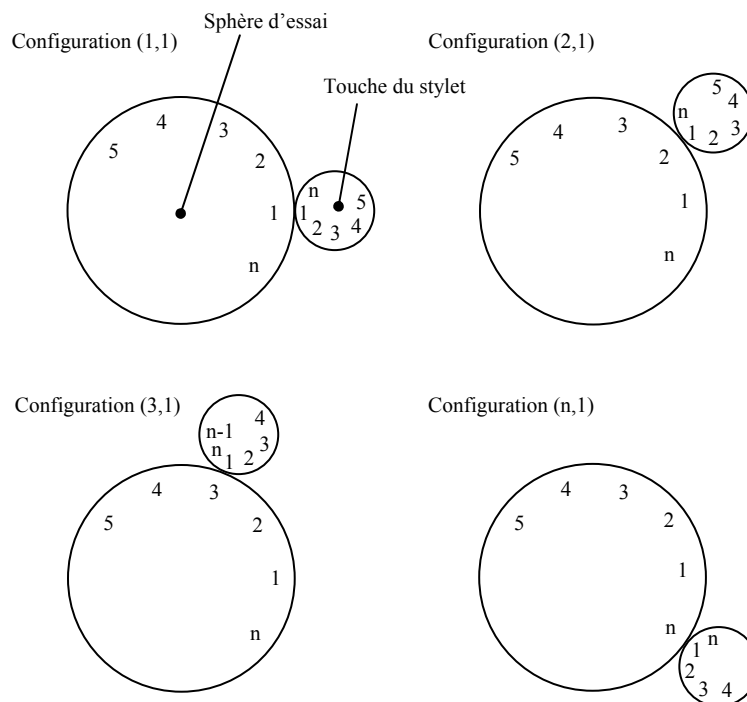 Sphère d'essai
Configuration (1,1)
Configuration (2,1)
Touche du stylet
5 4 3 2 1 n
n 1 2 3 4 5
5 4 3 2 1 n
n 1 2 3 4 5
Configuration (3,1)
Configuration (n,1)
5 4 3 2 1 n
n-1 n 1 2 3 4
5 4 3 2 1 n
n 1 2 3 4